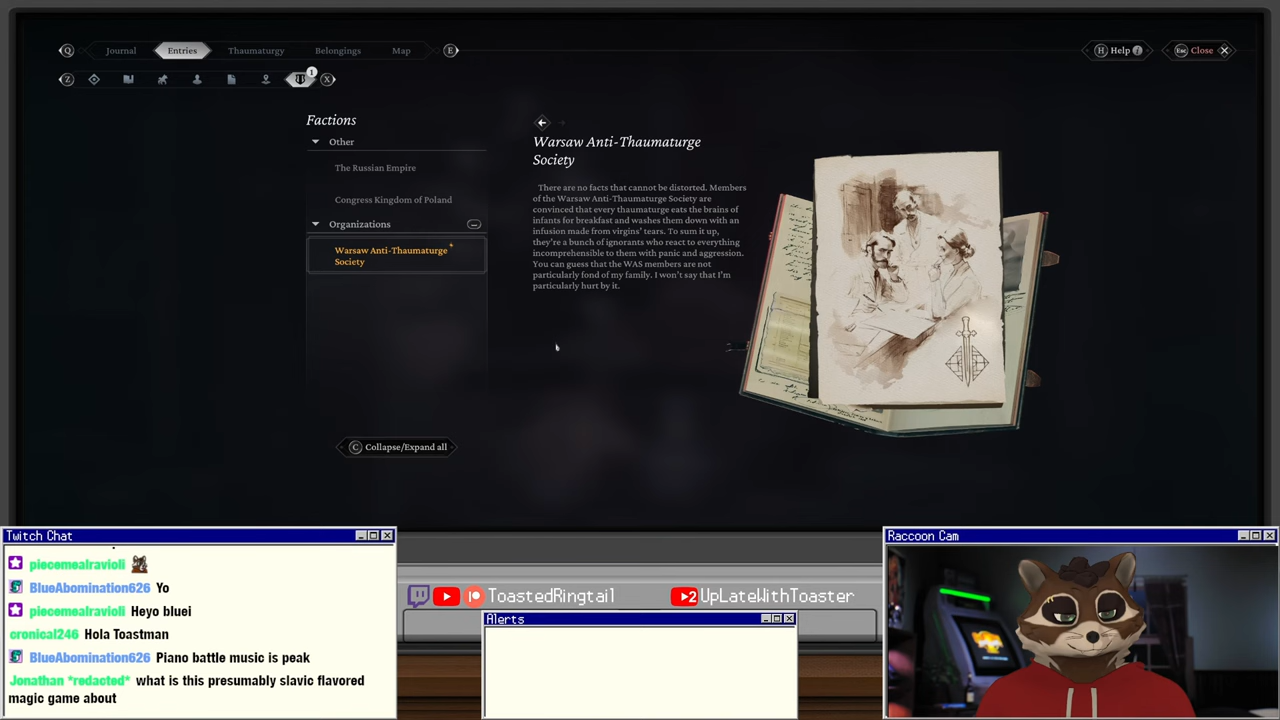 Q Journal Entries Thaumaturgy Belongings Map E
H Help i Esc Close X
Z 1 X
Factions
Other
The Russian Empire
Congress Kingdom of Poland
Organizations
Warsaw Anti-Thaumaturge
Society
C Collapse/Expand all
Warsaw Anti-Thaumaturge
Society
There are no facts that cannot be distorted. Members
of the Warsaw Anti-Thaumaturge Society are
convinced that every thaumaturge eats the brains of
infants for breakfast and washes them down with an
infusion made from virgins' tears. To sum it up,
they're a bunch of ignorants who react to everything
incomprehensible to them with panic and aggression.
You can guess that the WAS members are not
particularly fond of my family. I won't say that I'm
particularly hurt by it.
Twitch Chat
piecemealravioli
BlueAbomination626 Yo
piecemealravioli Heyo bluei
cronical246 Hola Toastman
BlueAbomination626 Piano battle music is peak
Jonathan *redacted* what is this presumably slavic flavored
magic game about
ToastedRingtail
2 UpLateWithToaster
Alerts
Raccoon Cam